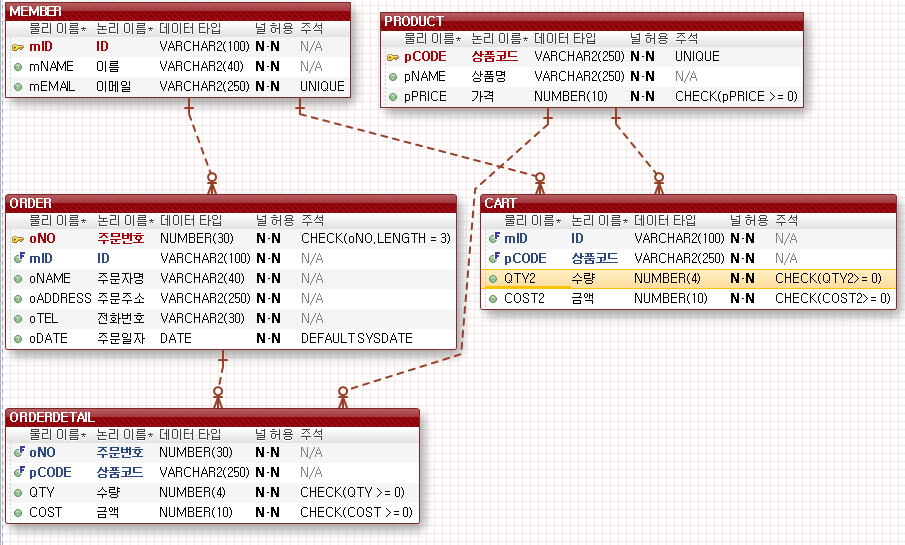 MEMBER
물리 이름* 논리 이름* 데이터 타입 널 허용 주석
mID ID VARCHAR2(100) N-N N/A
mNAME 이름 VARCHAR2(40) N-N N/A
mEMAIL 이메일 VARCHAR2(250) N-N UNIQUE
PRODUCT
물리 이름* 논리 이름* 데이터 타입 널 허용 주석
pCODE 상품코드 VARCHAR2(250) N-N UNIQUE
pNAME 상품명 VARCHAR2(250) N-N N/A
pPRICE 가격 NUMBER(10) N-N CHECK(pPRICE >= 0)
ORDER
물리 이름* 논리 이름* 데이터 타입 널 허용 주석
oNO 주문번호 NUMBER(30) N-N CHECK(oNO,LENGTH = 3)
mID ID VARCHAR2(100) N-N N/A
oNAME 주문자명 VARCHAR2(40) N-N N/A
oADDRESS 주문주소 VARCHAR2(250) N-N N/A
oTEL 전화번호 VARCHAR2(30) N-N N/A
oDATE 주문일자 DATE N-N DEFAULT SYSDATE
CART
물리 이름* 논리 이름* 데이터 타입 널 허용 주석
mID ID VARCHAR2(100) N-N N/A
pCODE 상품코드 VARCHAR2(250) N-N N/A
QTY2 수량 NUMBER(4) N-N CHECK(QTY2>= 0)
COST2 금액 NUMBER(10) N-N CHECK(COST2>= 0)
ORDERDETAIL
물리 이름* 논리 이름* 데이터 타입 널 허용 주석
oNO 주문번호 NUMBER(30) N-N N/A
pCODE 상품코드 VARCHAR2(250) N-N N/A
QTY 수량 NUMBER(4) N-N CHECK(QTY >= 0)
COST 금액 NUMBER(10) N-N CHECK(COST >= 0)